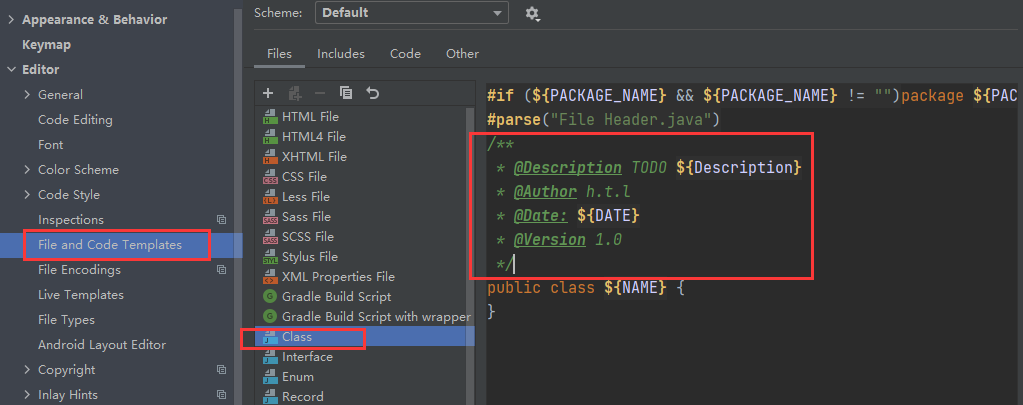 Appearance & Behavior
Keymap
Editor
General
Code Editing
Font
Color Scheme
Code Style
Inspections
File and Code Templates
File Encodings
Live Templates
File Types
Android Layout Editor
Copyright
Inlay Hints
Scheme: Default
Files Includes Code Other
HTML File
HTML4 File
XHTML File
CSS File
Less File
Sass File
SCSS File
Stylus File
XML Properties File
Gradle Build Script
Gradle Build Script with wrapper
Class
Interface
Enum
Record
#if (${PACKAGE_NAME} && ${PACKAGE_NAME} != "")package ${PAC
#parse("File Header.java")
/**
* @Description TODO ${Description}
* @Author h.t.l
* @Date: ${DATE}
* @Version 1.0
*/
public class ${NAME} {
}